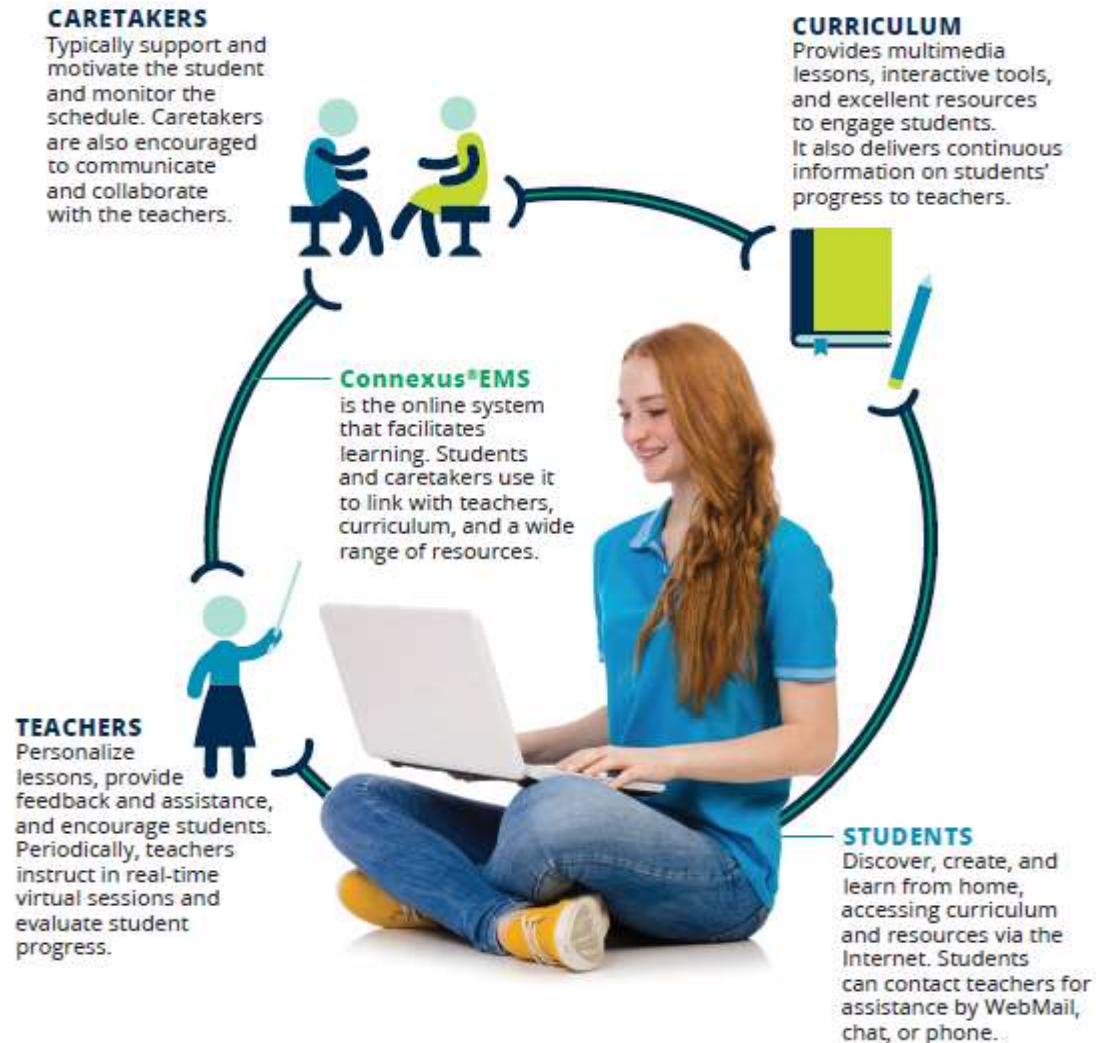 CARETAKERS
Typically support and
motivate the student
and monitor the
schedule. Caretakers
are also encouraged
to communicate
and collaborate
with the teachers.
CURRICULUM
Provides multimedia
lessons, interactive tools,
and excellent resources
to engage students.
It also delivers continuous
information on students’
progress to teachers.
Connexus®EMS
is the online system
that facilitates
learning. Students
and caretakers use it
to link with teachers,
curriculum, and a wide
range of resources.
TEACHERS
Personalize
lessons, provide
feedback and assistance,
and encourage students.
Periodically, teachers
instruct in real-time
virtual sessions and
evaluate student
progress.
STUDENTS
Discover, create, and
learn from home,
accessing curriculum
and resources via the
Internet. Students
can contact teachers for
assistance by WebMail,
chat, or phone.